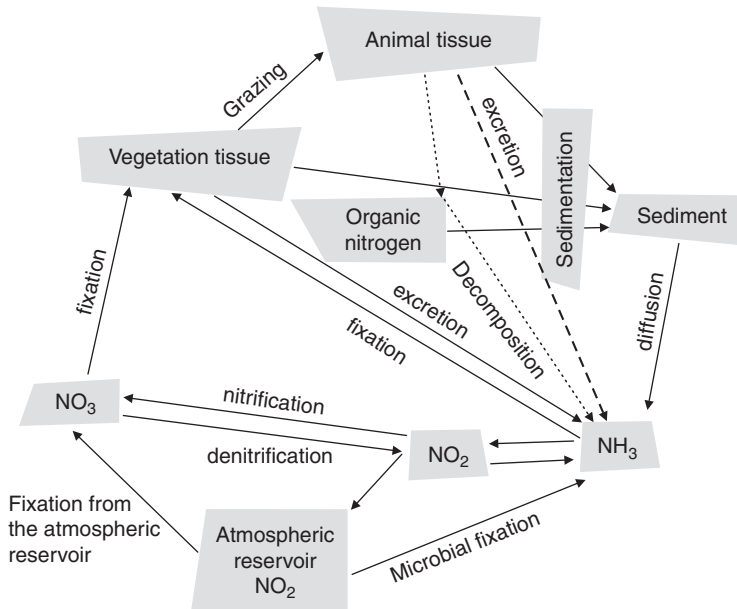 Animal tissue
Grazing
excretion
Vegetation tissue
Sedimentation
Organic
nitrogen
Sediment
fixation
excretion
fixation
Decomposition
diffusion
NO₃
nitrification
denitrification
NO₂
NH₃
Fixation from
the atmospheric
reservoir
Atmospheric
reservoir
NO₂
Microbial fixation